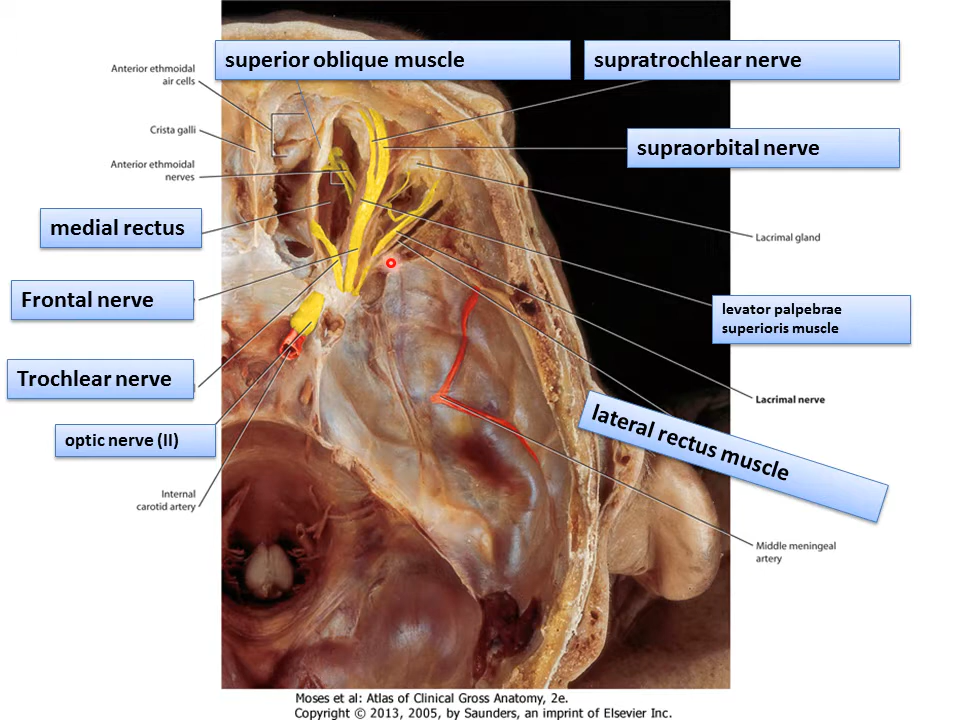 superior oblique muscle
supratrochlear nerve
Anterior ethmoidal
air cells
Crista galli
supraorbital nerve
Anterior ethmoidal
nerves
medial rectus
Lacrimal gland
Frontal nerve
levator palpebrae
superioris muscle
Trochlear nerve
Lacrimal nerve
optic nerve (II)
lateral rectus muscle
Internal
carotid artery
Middle meningeal
artery
Moses et al: Atlas of Clinical Gross Anatomy, 2e.
Copyright © 2013, 2005, by Saunders, an imprint of Elsevier Inc.